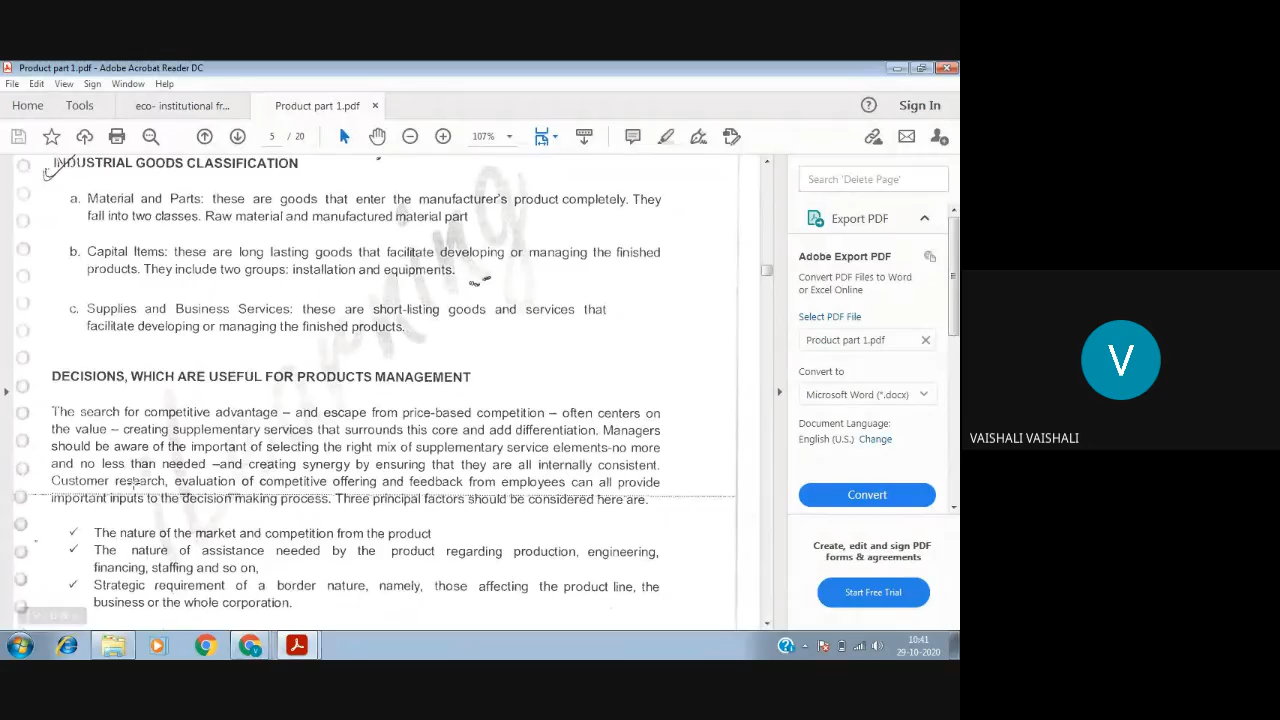 Product part 1.pdf - Adobe Acrobat Reader DC
File Edit View Sign Window Help
Home Tools eco- institutional fr... Product part 1.pdf × Sign In
5 / 20 107%
INDUSTRIAL GOODS CLASSIFICATION
a. Material and Parts: these are goods that enter the manufacturer's product completely. They
fall into two classes. Raw material and manufactured material part
b. Capital Items: these are long lasting goods that facilitate developing or managing the finished
products. They include two groups: installation and equipments.
c. Supplies and Business Services: these are short-listing goods and services that
facilitate developing or managing the finished products.
DECISIONS, WHICH ARE USEFUL FOR PRODUCTS MANAGEMENT
The search for competitive advantage – and escape from price-based competition – often centers on
the value – creating supplementary services that surrounds this core and add differentiation. Managers
should be aware of the important of selecting the right mix of supplementary service elements-no more
and no less than needed –and creating synergy by ensuring that they are all internally consistent.
Customer research, evaluation of competitive offering and feedback from employees can all provide
important inputs to the decision making process. Three principal factors should be considered here are.
✓ The nature of the market and competition from the product
✓ The nature of assistance needed by the product regarding production, engineering,
financing, staffing and so on,
✓ Strategic requirement of a border nature, namely, those affecting the product line, the
business or the whole corporation.
Search 'Delete Page'
Export PDF
Adobe Export PDF
Convert PDF Files to Word
or Excel Online
Select PDF File
Product part 1.pdf ×
Convert to
Microsoft Word (*.docx)
Document Language:
English (U.S.) Change
Convert
Create, edit and sign PDF
forms & agreements
Start Free Trial
10:41
29-10-2020
V
VAISHALI VAISHALI